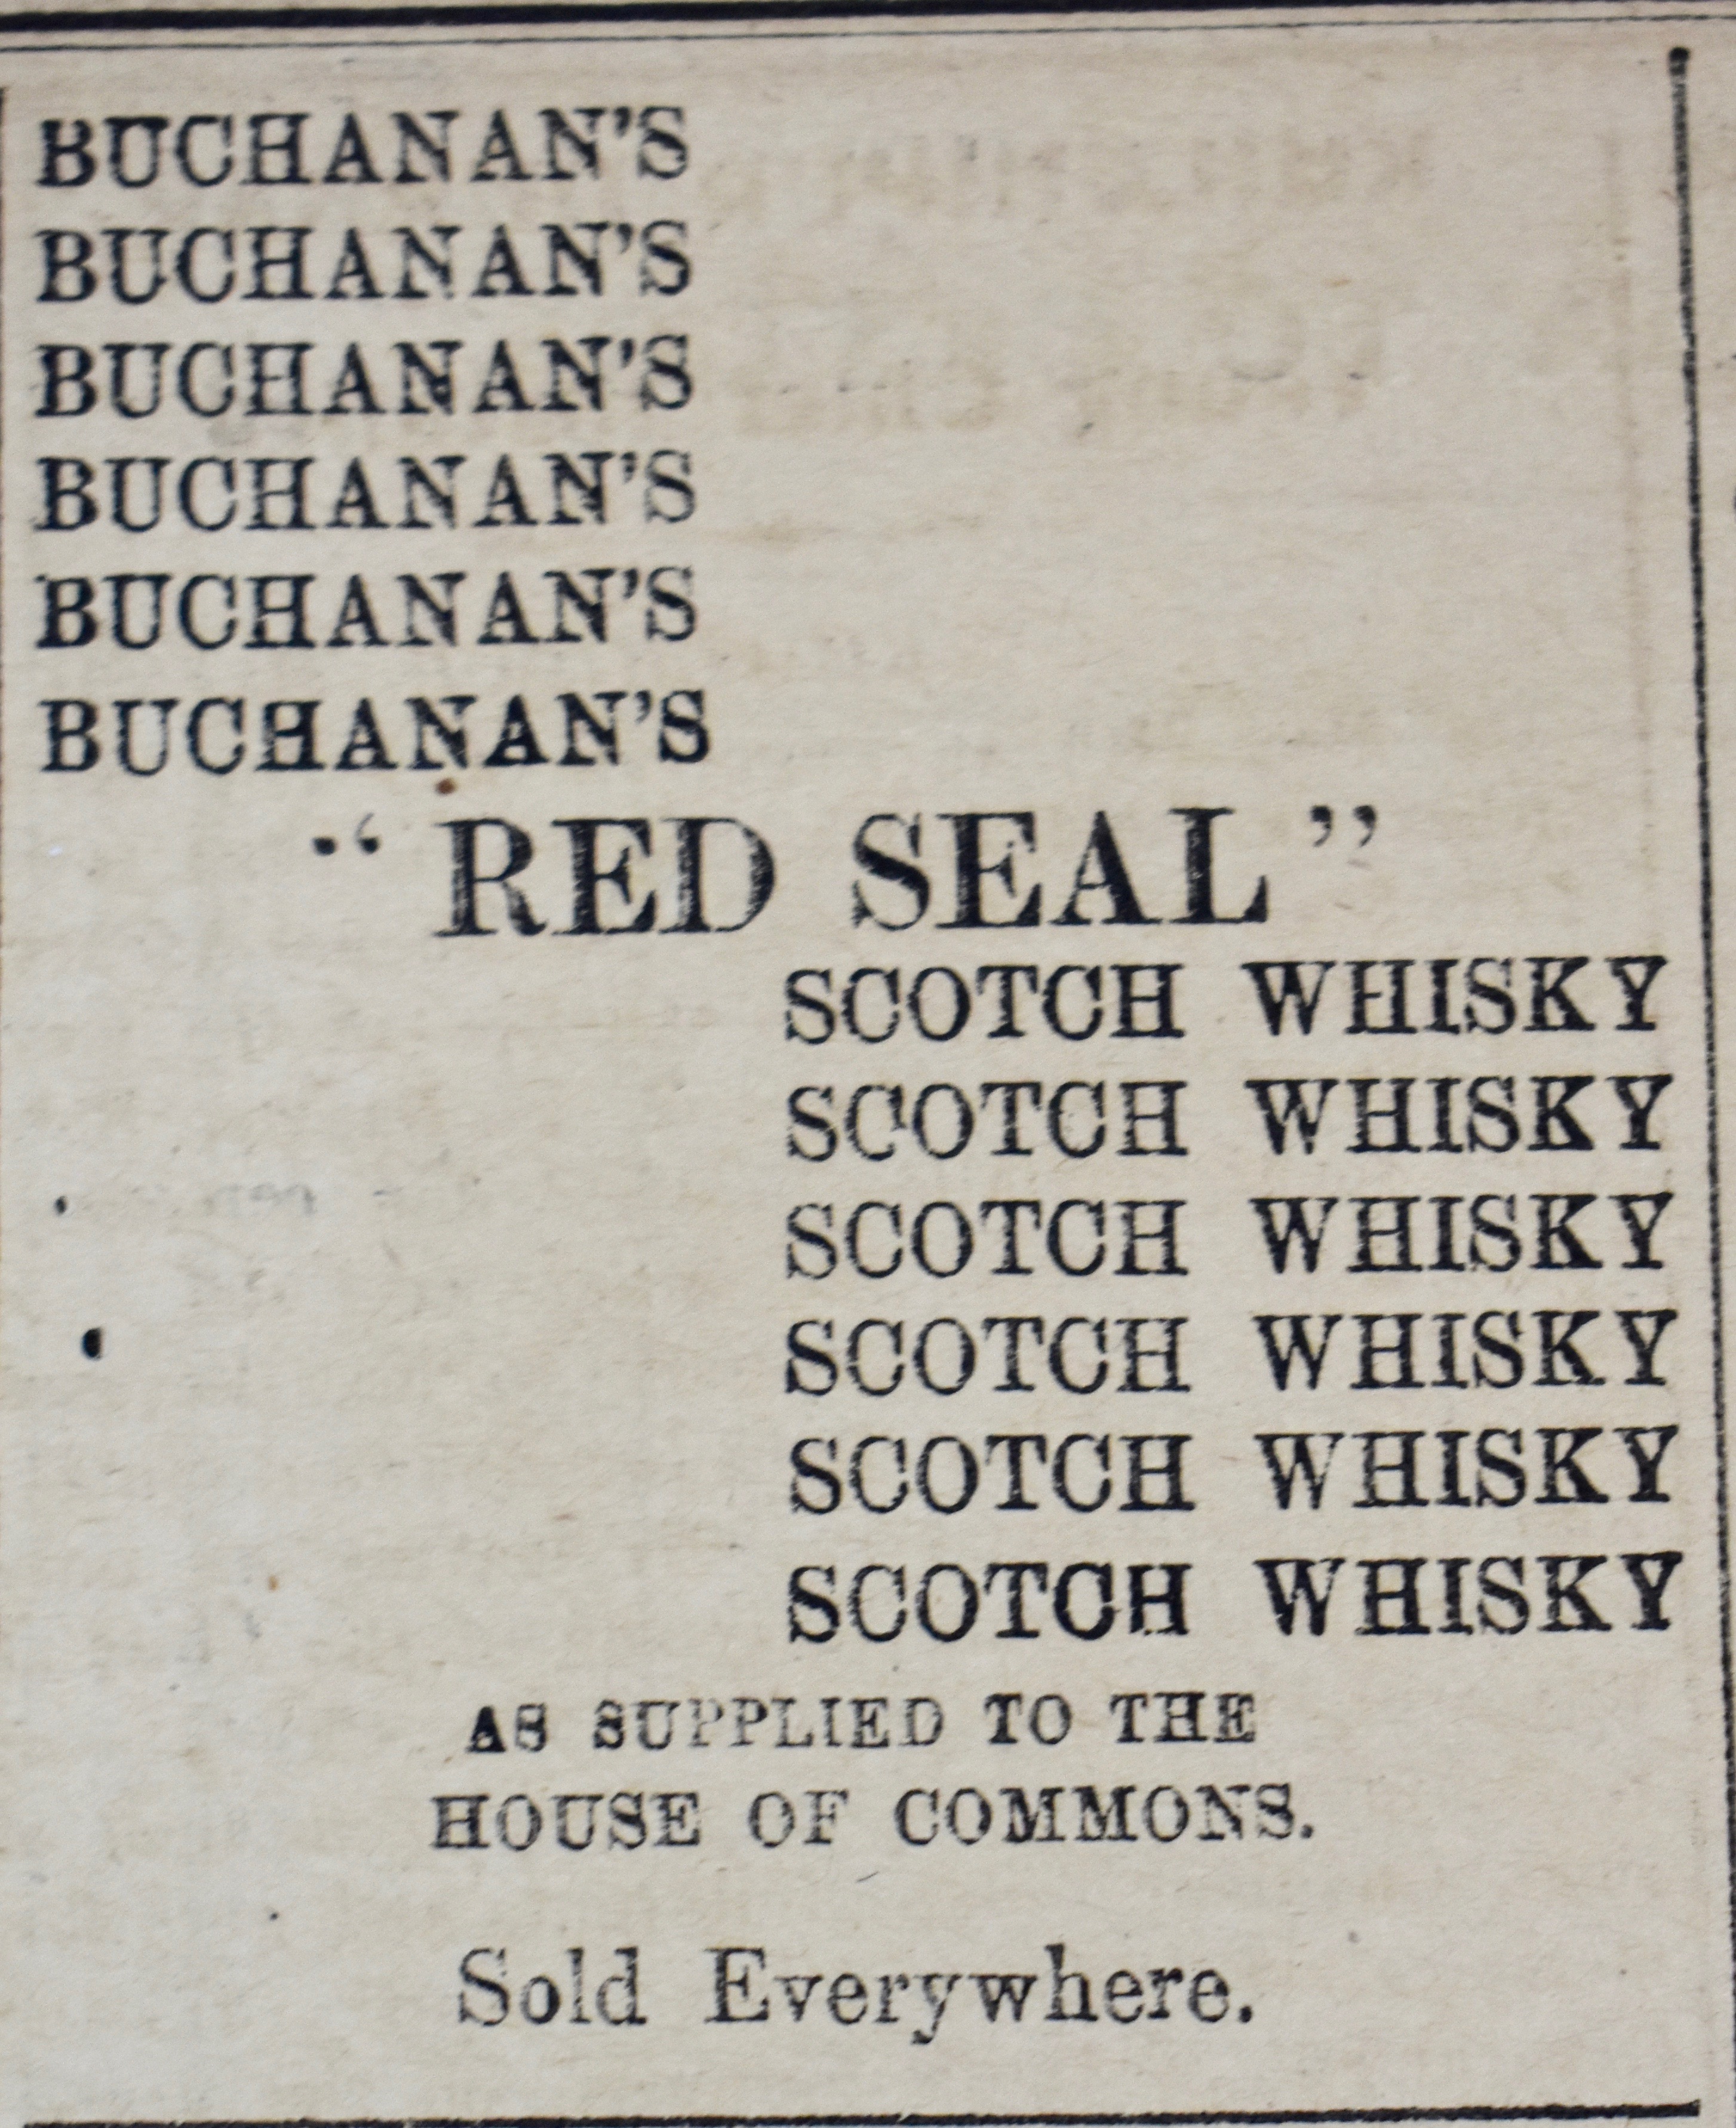 BUCHANAN'S
BUCHANAN'S
BUCHANAN'S
BUCHANAN'S
BUCHANAN'S
BUCHANAN'S
“RED SEAL”
SCOTCH WHISKY
SCOTCH WHISKY
SCOTCH WHISKY
SCOTCH WHISKY
SCOTCH WHISKY
SCOTCH WHISKY
AS SUPPLIED TO THE
HOUSE OF COMMONS.
Sold Everywhere.